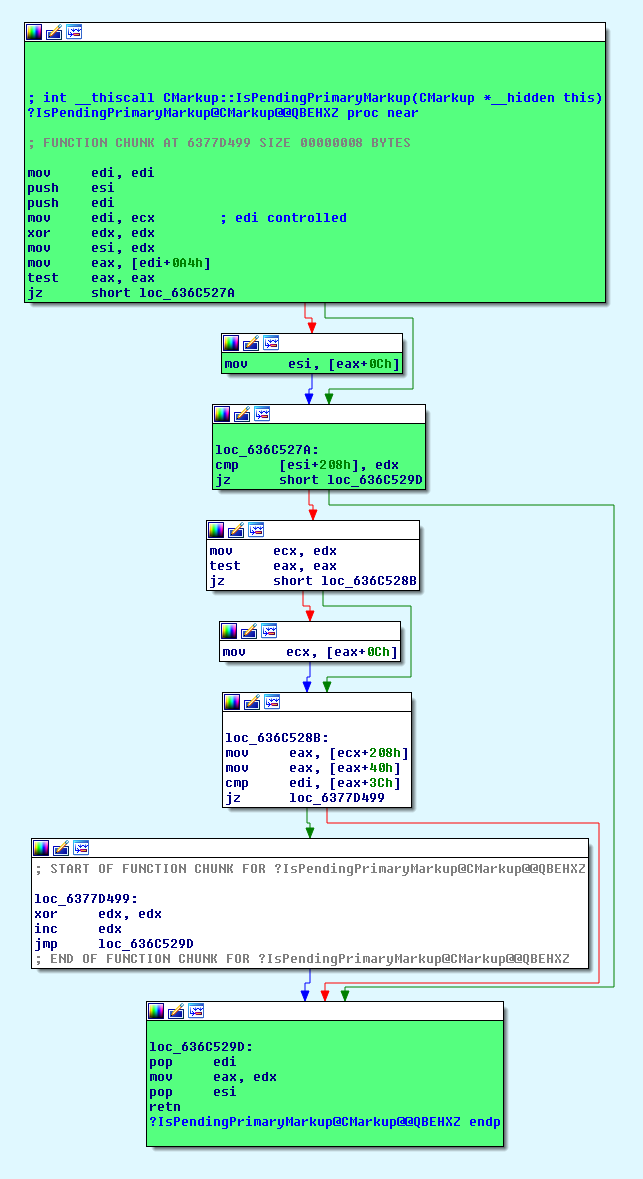 ; int __thiscall CMarkup::IsPendingPrimaryMarkup(CMarkup *__hidden this)
?IsPendingPrimaryMarkup@CMarkup@@QBEHXZ proc near
; FUNCTION CHUNK AT 6377D499 SIZE 00000008 BYTES
mov edi, edi
push esi
push edi
mov edi, ecx ; edi controlled
xor edx, edx
mov esi, edx
mov eax, [edi+0A4h]
test eax, eax
jz short loc_636C527A
mov esi, [eax+0Ch]
loc_636C527A:
cmp [esi+208h], edx
jz short loc_636C529D
mov ecx, edx
test eax, eax
jz short loc_636C528B
mov ecx, [eax+0Ch]
loc_636C528B:
mov eax, [ecx+208h]
mov eax, [eax+40h]
cmp edi, [eax+3Ch]
jz loc_6377D499
; START OF FUNCTION CHUNK FOR ?IsPendingPrimaryMarkup@CMarkup@@QBEHXZ
loc_6377D499:
xor edx, edx
inc edx
jmp loc_636C529D
; END OF FUNCTION CHUNK FOR ?IsPendingPrimaryMarkup@CMarkup@@QBEHXZ
loc_636C529D:
pop edi
mov eax, edx
pop esi
retn
?IsPendingPrimaryMarkup@CMarkup@@QBEHXZ endp